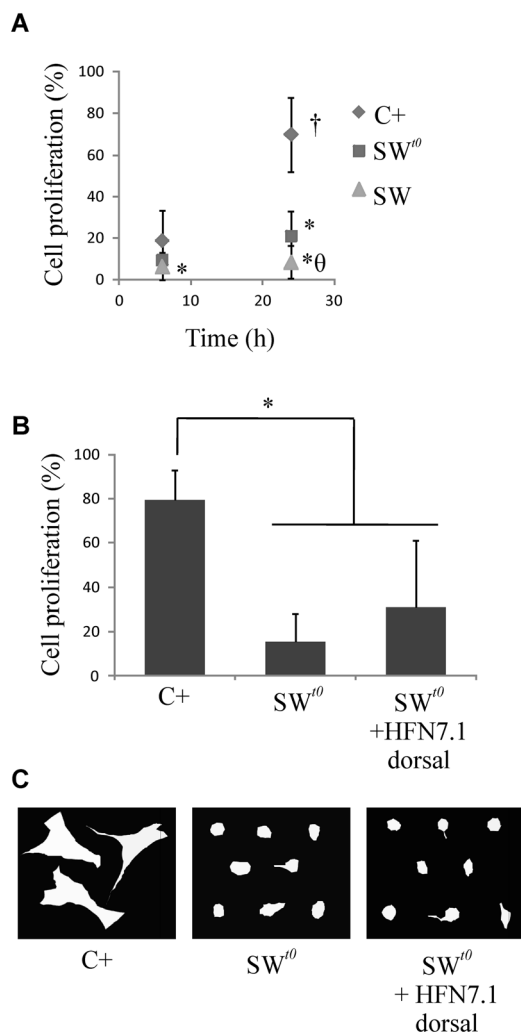 A
Cell proliferation (%)
100
80
60
40
20
0
0 10 20 30
Time (h)
†
*
*
*θ
C+
SWᵗ⁰
SW
B
*
Cell proliferation (%)
100
80
60
40
20
0
C+
SWᵗ⁰
SWᵗ⁰
+HFN7.1
dorsal
C
C+
SWᵗ⁰
SWᵗ⁰
+ HFN7.1
dorsal